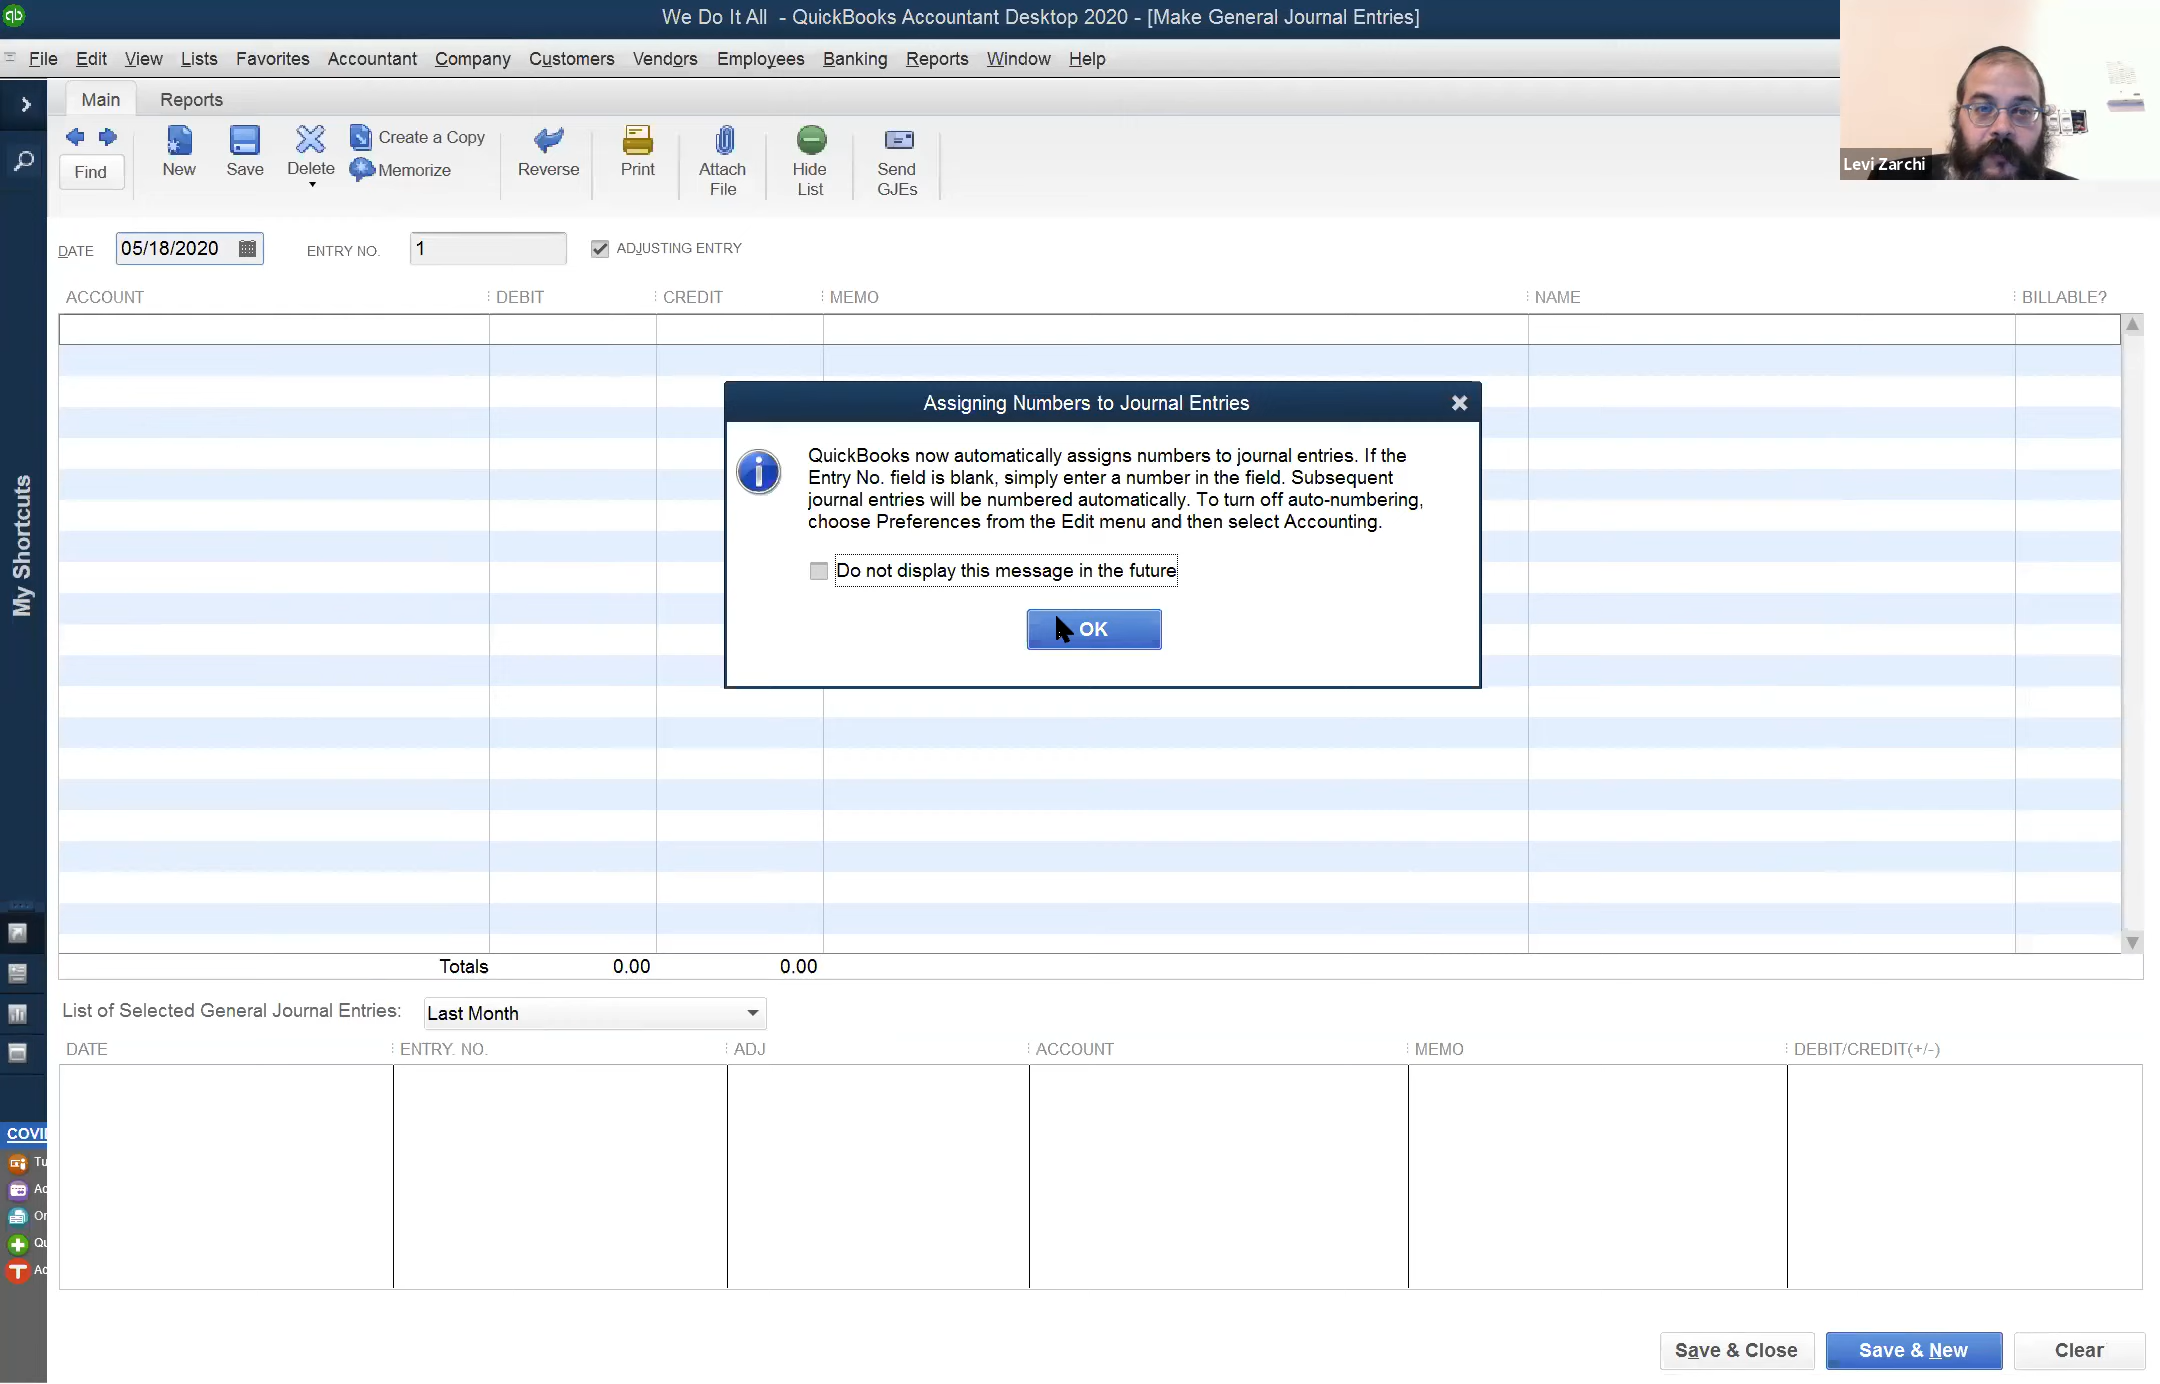 We Do It All - QuickBooks Accountant Desktop 2020 - [Make General Journal Entries]
File Edit View Lists Favorites Accountant Company Customers Vendors Employees Banking Reports Window Help
Levi Zarchi
Main Reports
Find
New
Save
Delete
Create a Copy
Memorize
Reverse
Print
Attach
File
Hide
List
Send
GJEs
DATE 05/18/2020 ENTRY NO. 1 ADJUSTING ENTRY
ACCOUNT DEBIT CREDIT MEMO NAME BILLABLE?
Assigning Numbers to Journal Entries
QuickBooks now automatically assigns numbers to journal entries. If the
Entry No. field is blank, simply enter a number in the field. Subsequent
journal entries will be numbered automatically. To turn off auto-numbering,
choose Preferences from the Edit menu and then select Accounting.
Do not display this message in the future
OK
My Shortcuts
Totals 0.00 0.00
List of Selected General Journal Entries: Last Month
DATE ENTRY. NO. ADJ ACCOUNT MEMO DEBIT/CREDIT(+/-)
COVI
Tu
Ac
Or
Qu
Ac
Save & Close Save & New Clear